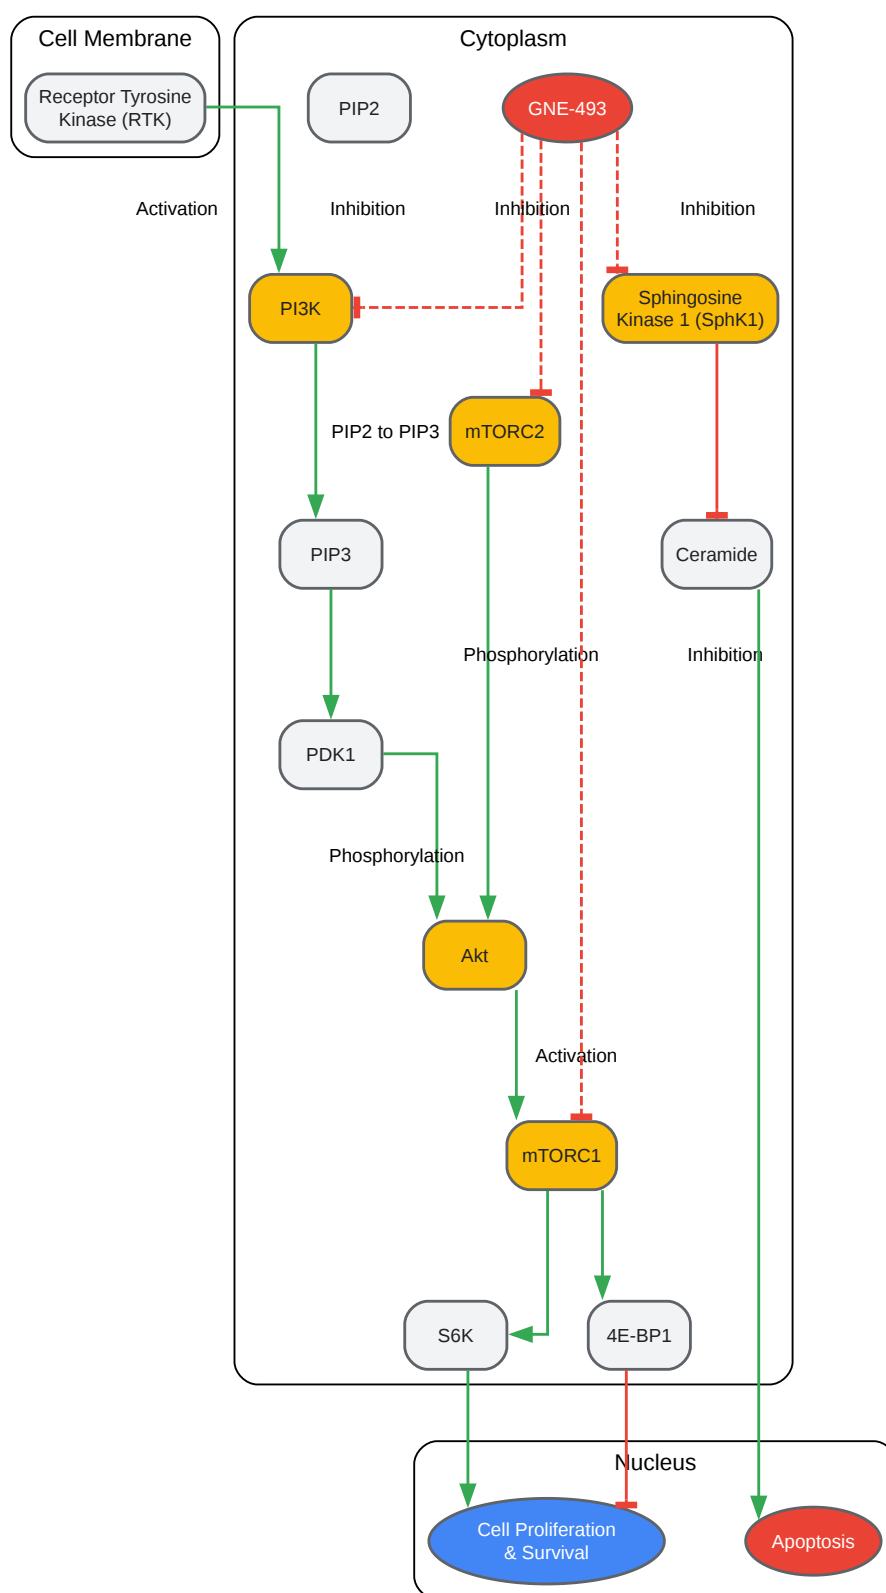 Cell Membrane
Cytoplasm
Receptor Tyrosine
Kinase (RTK)
PIP2
GNE-493
Activation
Inhibition
Inhibition
Inhibition
PI3K
Sphingosine
Kinase 1 (SphK1)
PIP2 to PIP3
mTORC2
PIP3
Ceramide
Phosphorylation
Inhibition
PDK1
Phosphorylation
Akt
Activation
mTORC1
S6K
4E-BP1
Nucleus
Cell Proliferation
& Survival
Apoptosis